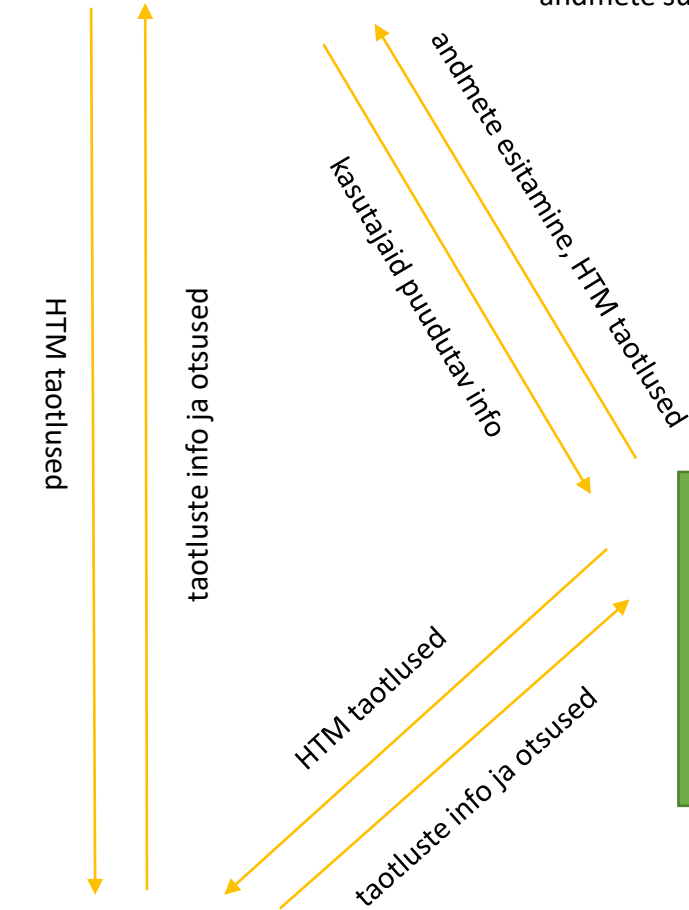 andmete esitamine, HTM taotlused
kasutajaid puudutav info
HTM taotlused
taotluste info ja otsused
HTM taotlused
taotluste info ja otsused